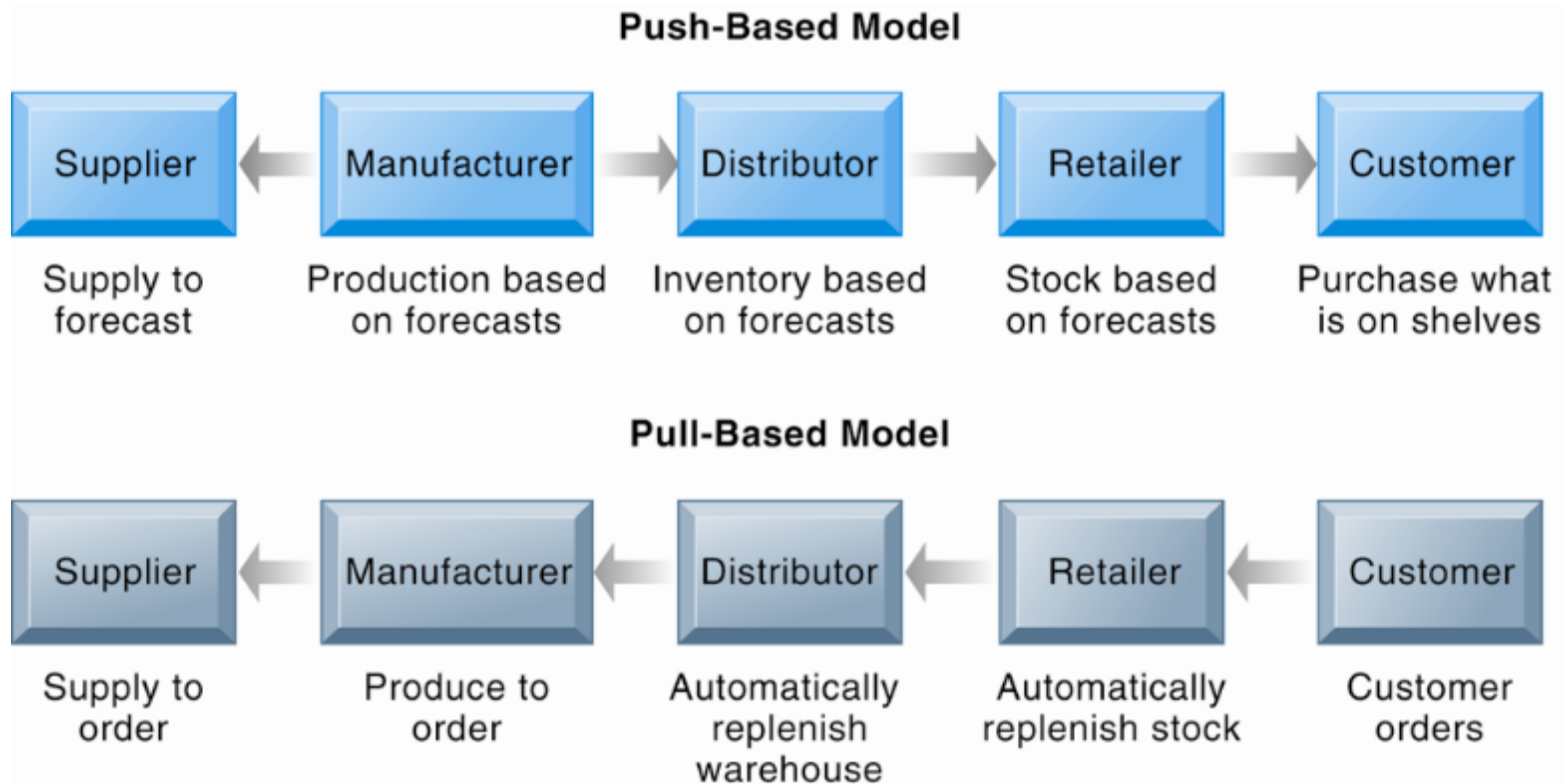 Push-Based Model
Supplier
Manufacturer
Distributor
Retailer
Customer
Supply to
forecast
Production based
on forecasts
Inventory based
on forecasts
Stock based
on forecasts
Purchase what
is on shelves
Pull-Based Model
Supplier
Manufacturer
Distributor
Retailer
Customer
Supply to
order
Produce to
order
Automatically
replenish
warehouse
Automatically
replenish stock
Customer
orders